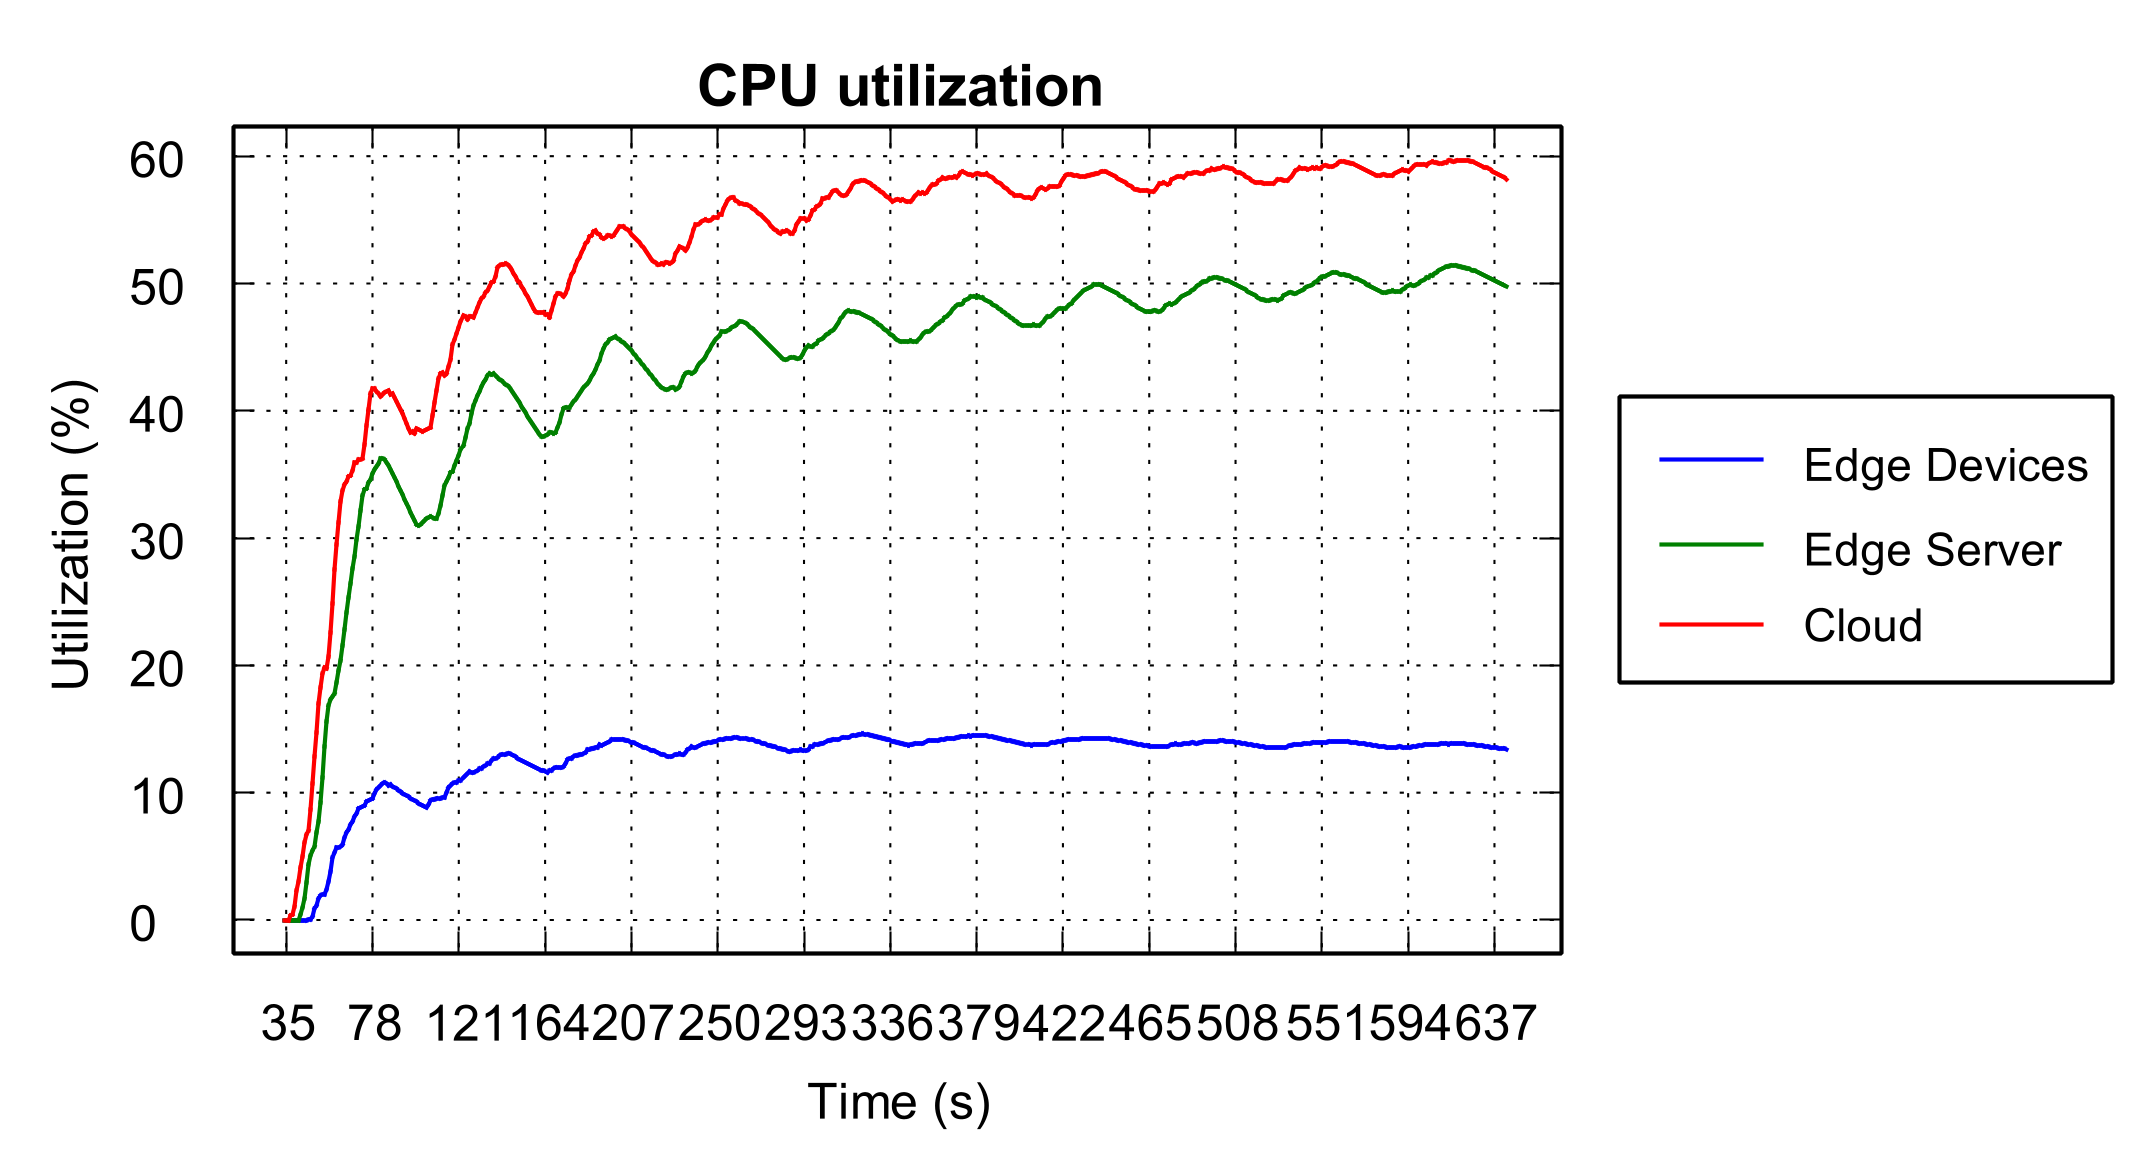 CPU utilization
60
50
40
30
20
10
0
Utilization (%)
35 78 121 164 207 250 293 336 379 422 465 508 551 594 637
Time (s)
Edge Devices
Edge Server
Cloud